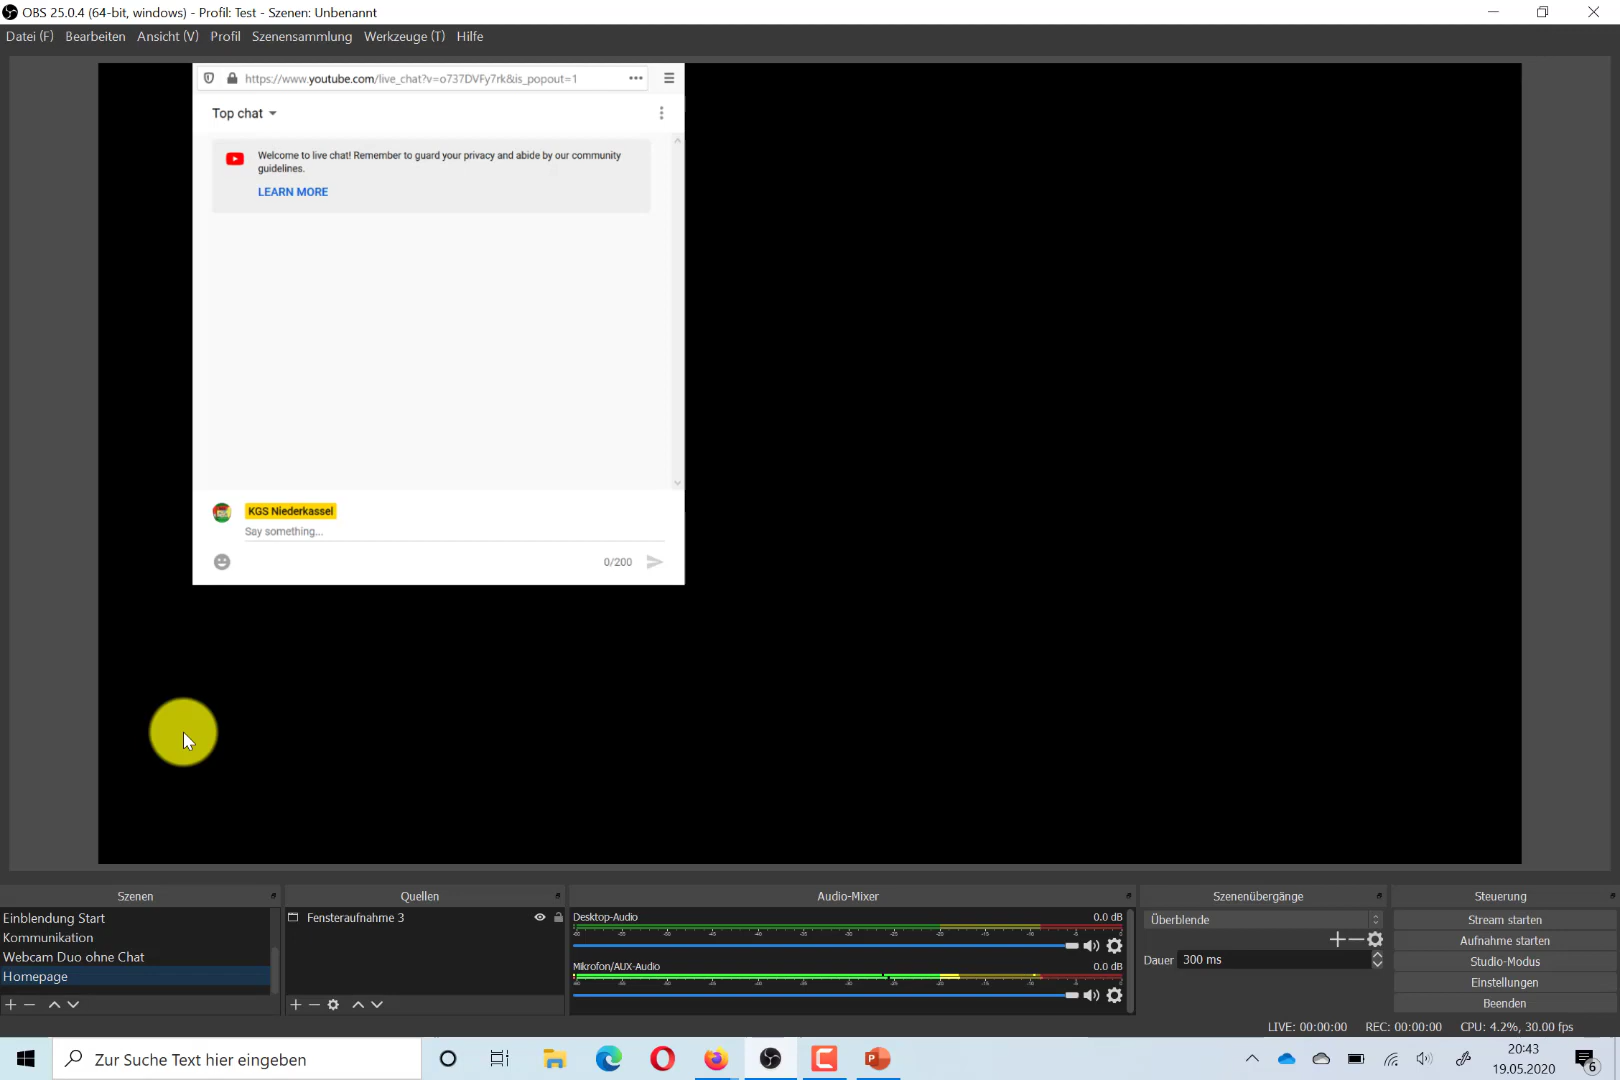 OBS 25.0.4 (64-bit, windows) - Profil: Test - Szenen: Unbenannt
Datei (F) Bearbeiten Ansicht (V) Profil Szenensammlung Werkzeuge (T) Hilfe
https://www.youtube.com/live_chat?v=o737DVFy7rk&is_popout=1
Top chat
Welcome to live chat! Remember to guard your privacy and abide by our community
guidelines.
LEARN MORE
KGS Niederkassel
Say something...
0/200
Szenen
Einblendung Start
Kommunikation
Webcam Duo ohne Chat
Homepage
Quellen
Fensteraufnahme 3
Audio-Mixer
Desktop-Audio 0.0 dB
Mikrofon/AUX-Audio 0.0 dB
Szenenübergänge
Überblende
Dauer 300 ms
Steuerung
Stream starten
Aufnahme starten
Studio-Modus
Einstellungen
Beenden
LIVE: 00:00:00 REC: 00:00:00 CPU: 4.2%, 30.00 fps
Zur Suche Text hier eingeben
20:43
19.05.2020
6